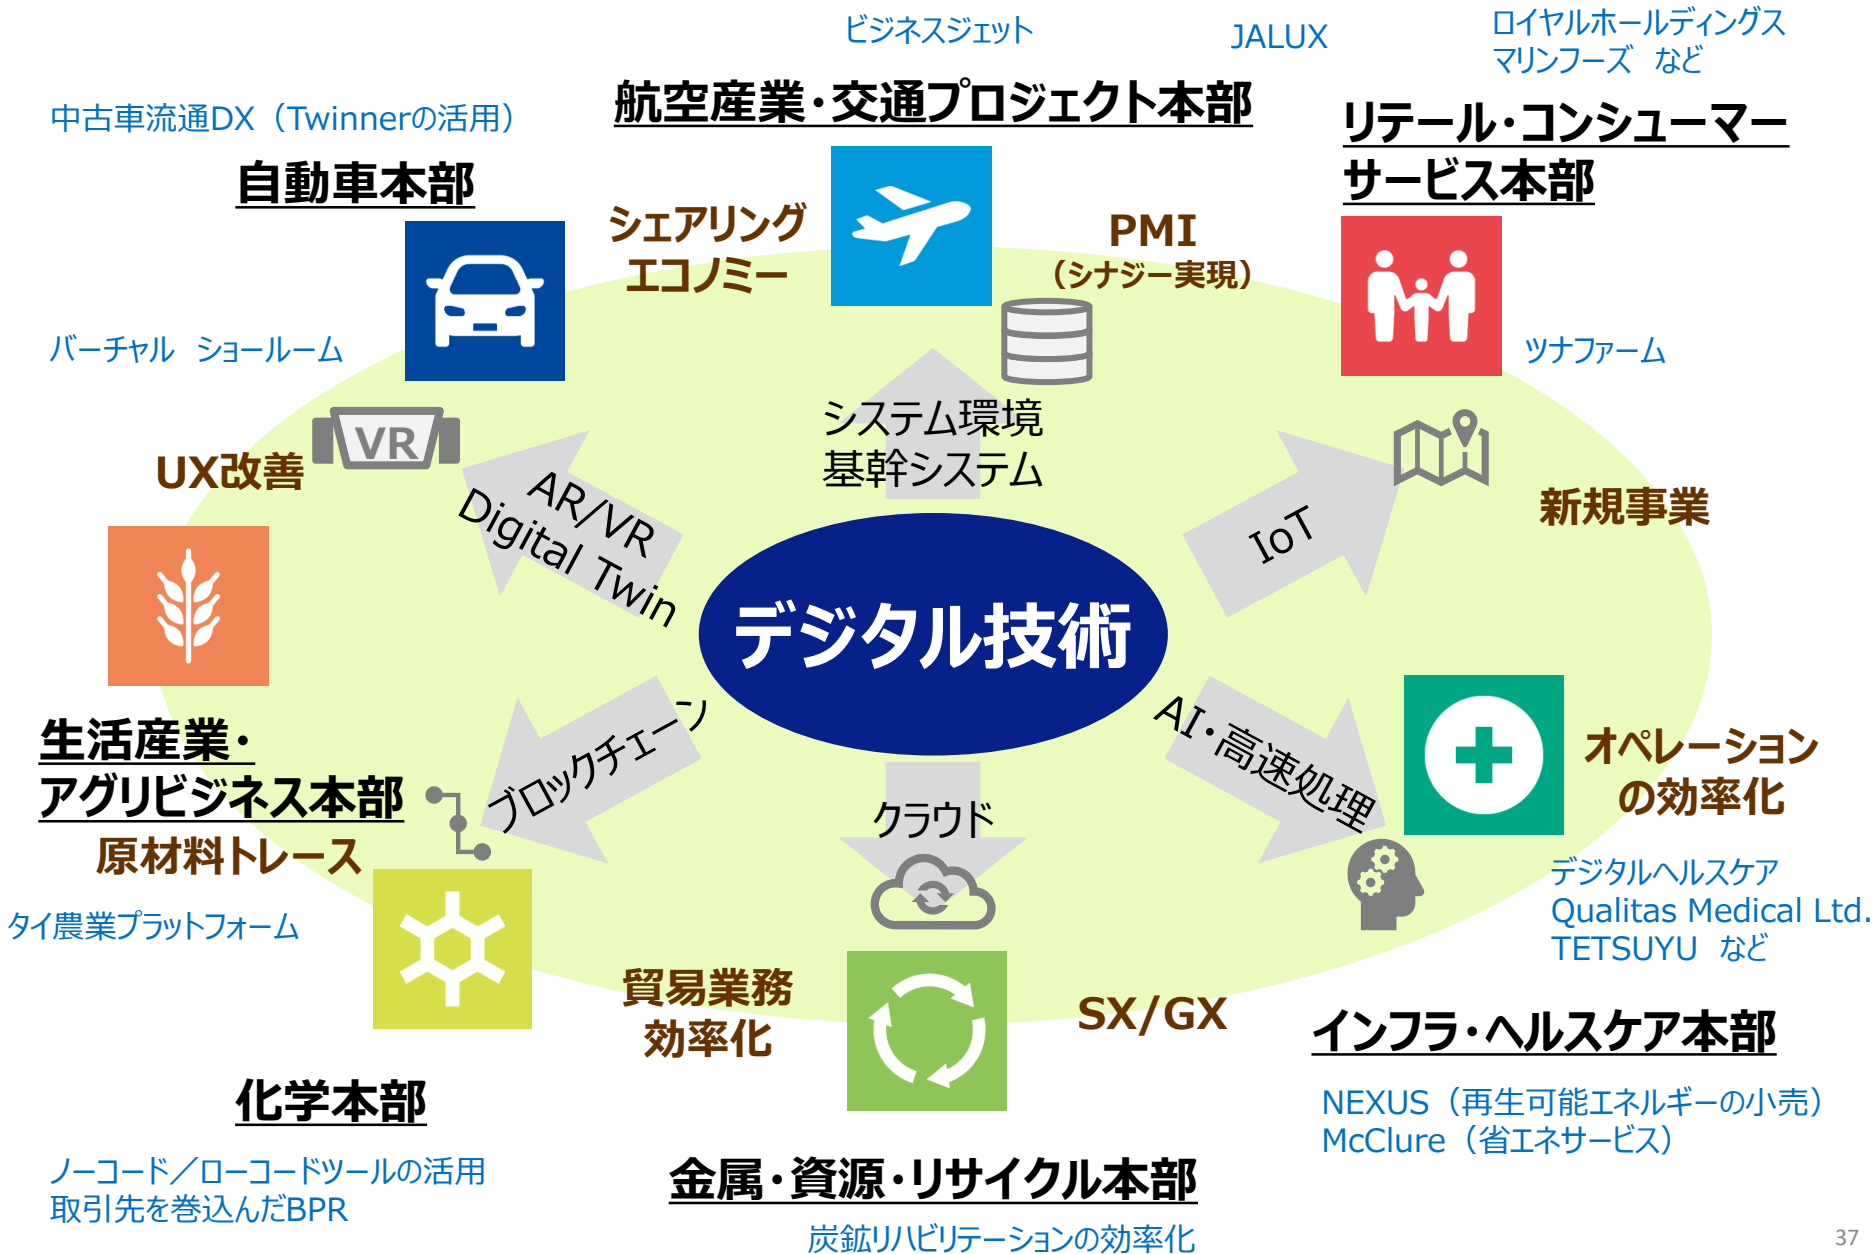 ビジネスジェット
JALUX
ロイヤルホールディングス
マリンフーズ など
中古車流通DX（Twinnerの活用）
航空産業・交通プロジェクト本部
リテール・コンシューマー
サービス本部
自動車本部
シェアリング
エコノミー
PMI
（シナジー実現）
バーチャル ショールーム
ツナファーム
VR
UX改善
システム環境
基幹システム
AR/VR
Digital Twin
IoT
新規事業
デジタル技術
生活産業・
アグリビジネス本部
原材料トレース
タイ農業プラットフォーム
ブロックチェーン
クラウド
AI・高速処理
オペレーション
の効率化
デジタルヘルスケア
Qualitas Medical Ltd.
TETSUYU など
貿易業務
効率化
SX/GX
インフラ・ヘルスケア本部
NEXUS（再生可能エネルギーの小売）
McClure（省エネサービス）
化学本部
ノーコード／ローコードツールの活用
取引先を巻込んだBPR
金属・資源・リサイクル本部
炭鉱リハビリテーションの効率化
37